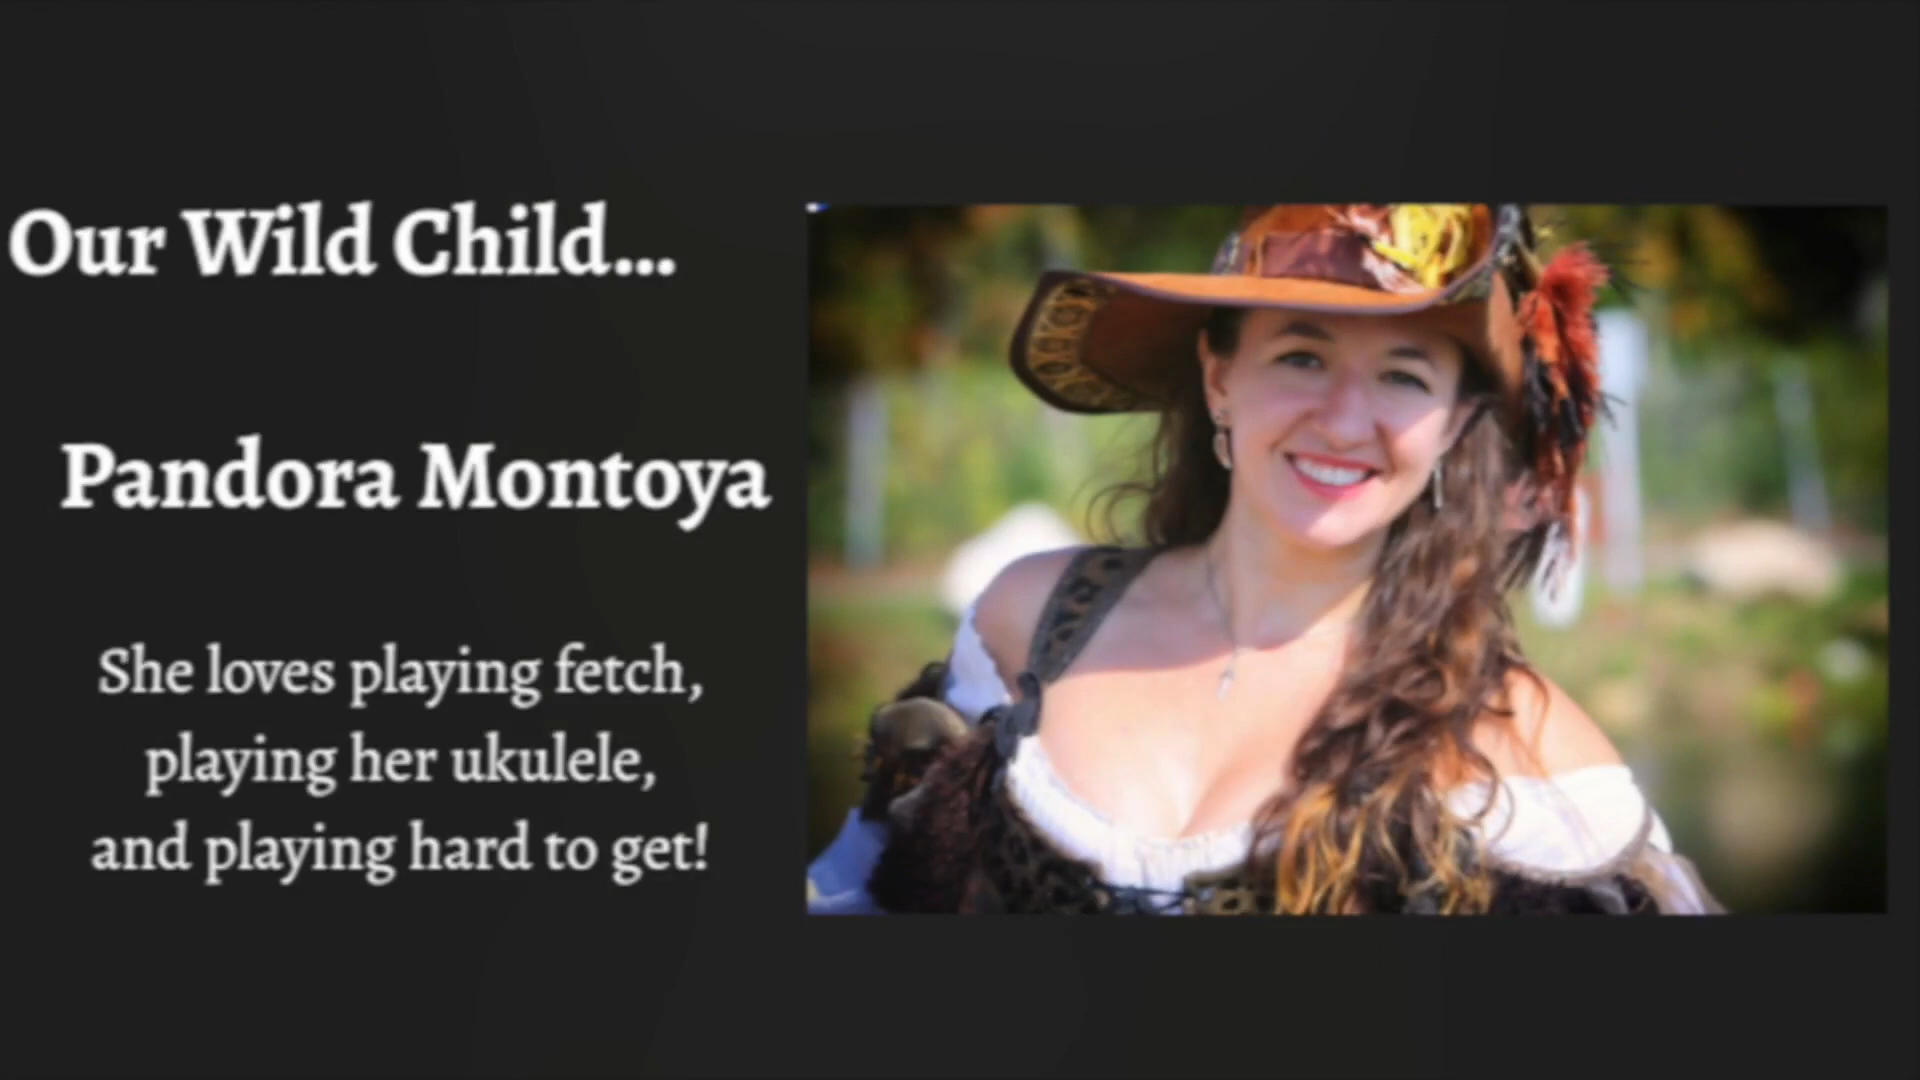 Our Wild Child...
Pandora Montoya
She loves playing fetch,
playing her ukulele,
and playing hard to get!